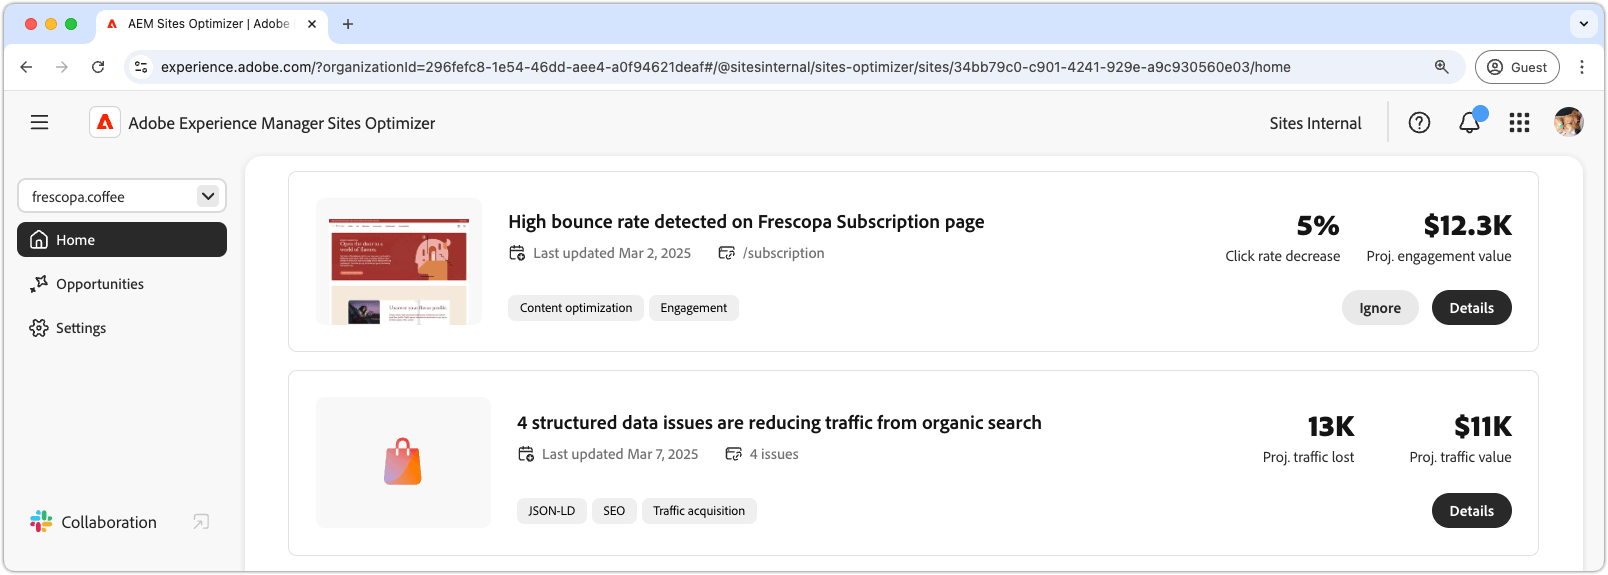 AEM Sites Optimizer | Adobe
experience.adobe.com/?organizationId=296fefc8-1e54-46dd-aee4-a0f94621deaf#/@sitesinternal/sites-optimizer/sites/34bb79c0-c901-4241-929e-a9c930560e03/home
Guest
Adobe Experience Manager Sites Optimizer
Sites Internal
frescopa.coffee
Home
Opportunities
Settings
Collaboration
High bounce rate detected on Frescopa Subscription page
Last updated Mar 2, 2025
/subscription
Content optimization
Engagement
5%
Click rate decrease
$12.3K
Proj. engagement value
Ignore
Details
4 structured data issues are reducing traffic from organic search
Last updated Mar 7, 2025
4 issues
JSON-LD
SEO
Traffic acquisition
13K
Proj. traffic lost
$11K
Proj. traffic value
Details